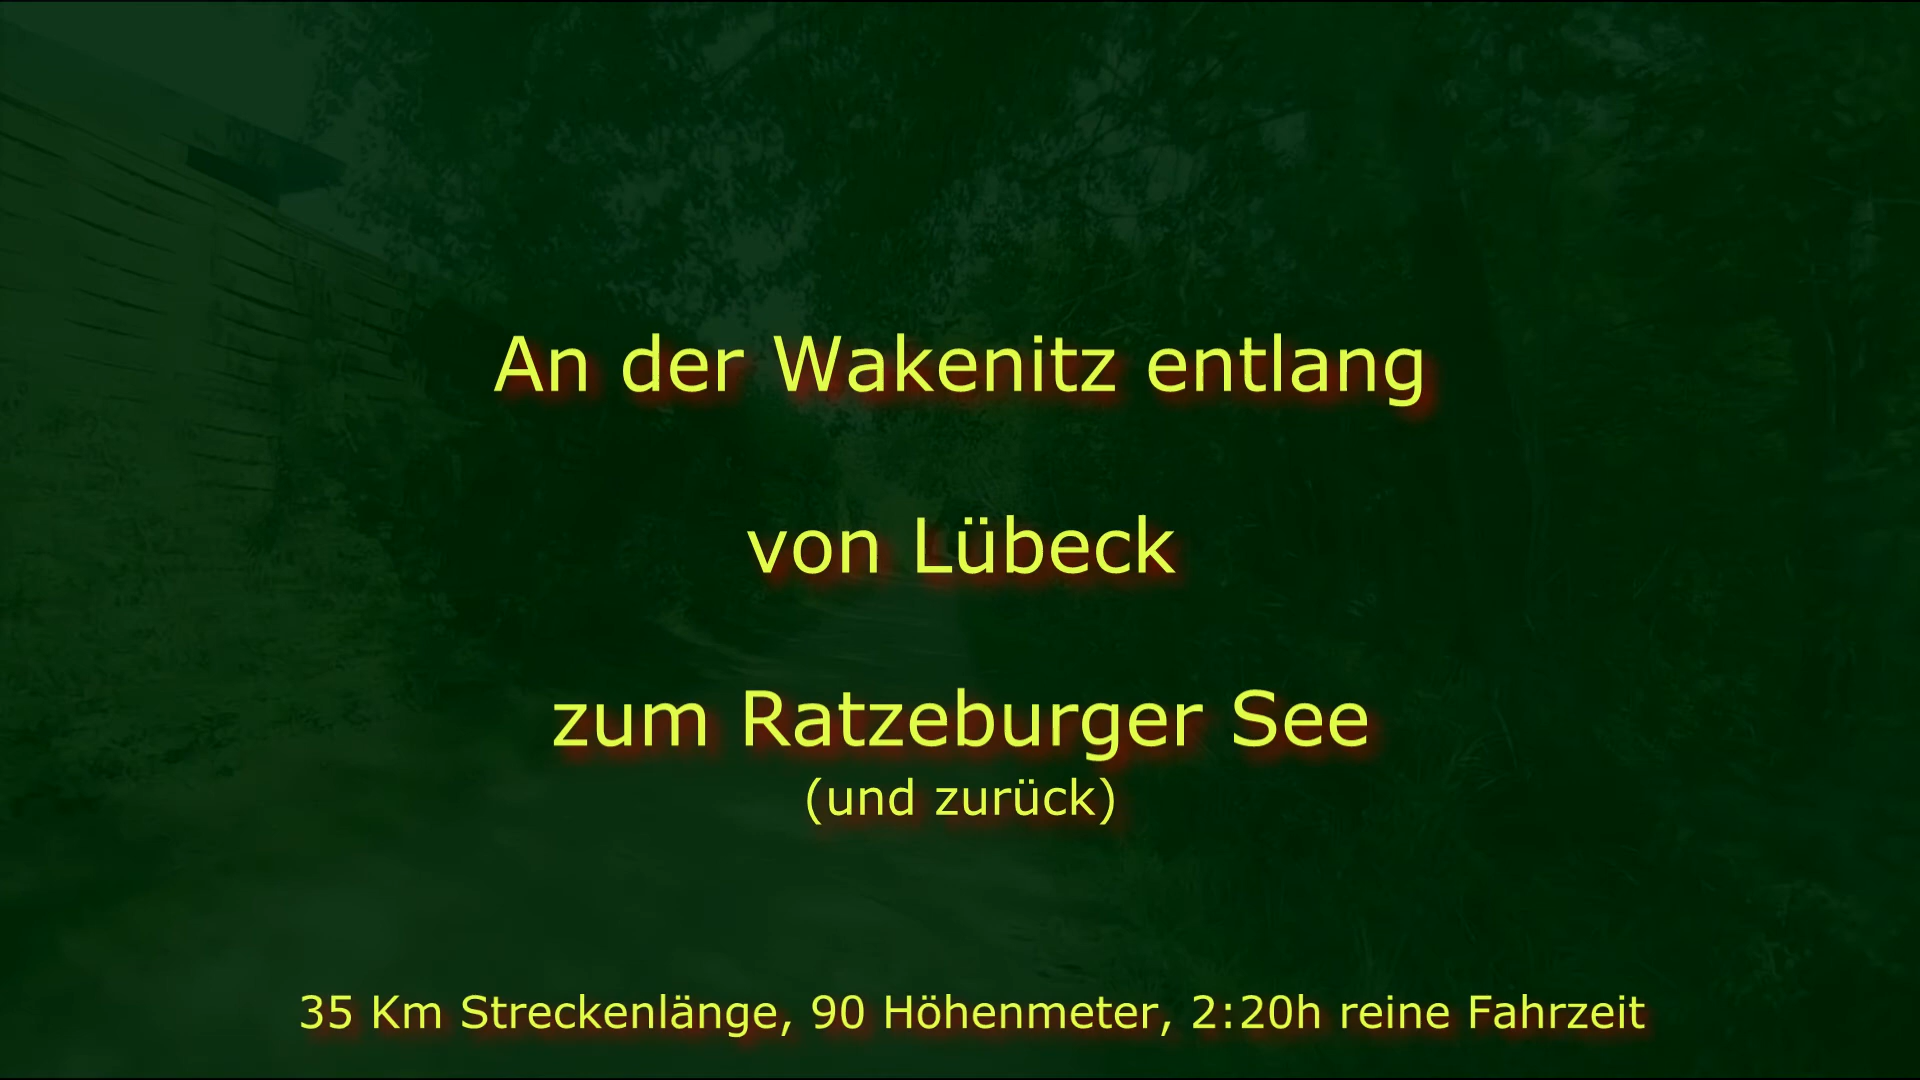 An der Wakenitz entlang
von Lübeck
zum Ratzeburger See
(und zurück)
35 Km Streckenlänge, 90 Höhenmeter, 2:20h reine Fahrzeit